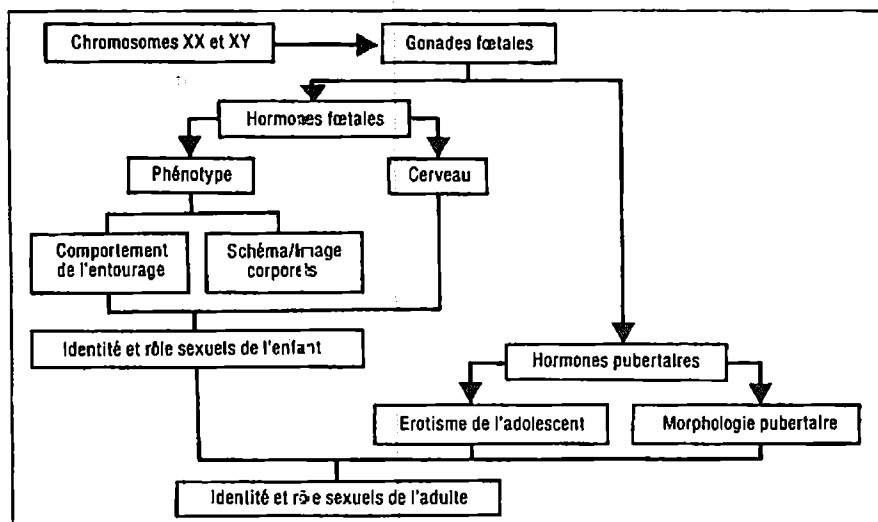 Chromosomes XX et XY
Gonades fœtales
Hormones fœtales
Phénotype
Cerveau
Comportement
de l'entourage
Schéma/Image
corporels
Identité et rôle sexuels de l'enfant
Hormones pubertaires
Erotisme de l'adolescent
Morphologie pubertaire
Identité et rôle sexuels de l'adulte